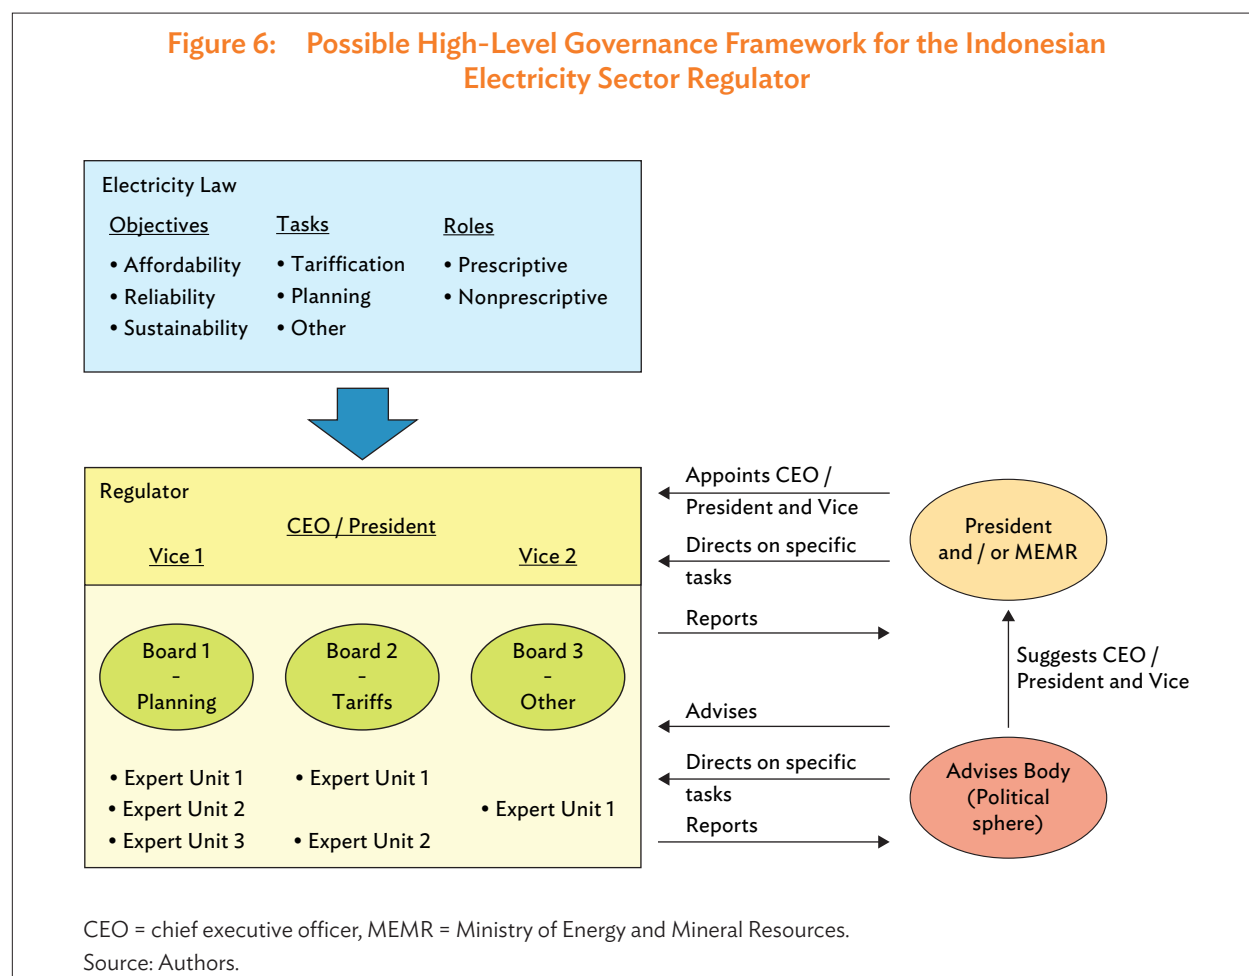 Figure 6: Possible High-Level Governance Framework for the Indonesian
Electricity Sector Regulator
Electricity Law
Objectives
• Affordability
• Reliability
• Sustainability
Tasks
• Tariffication
• Planning
• Other
Roles
• Prescriptive
• Nonprescriptive
Regulator
CEO / President
Vice 1
Vice 2
Board 1
-
Planning
Board 2
-
Tariffs
Board 3
-
Other
• Expert Unit 1
• Expert Unit 2
• Expert Unit 3
• Expert Unit 1
• Expert Unit 2
• Expert Unit 1
Appoints CEO /
President and Vice
Directs on specific
tasks
Reports
President
and / or MEMR
Suggests CEO /
President and Vice
Advises
Directs on specific
tasks
Reports
Advises Body
(Political
sphere)
CEO = chief executive officer, MEMR = Ministry of Energy and Mineral Resources.
Source: Authors.